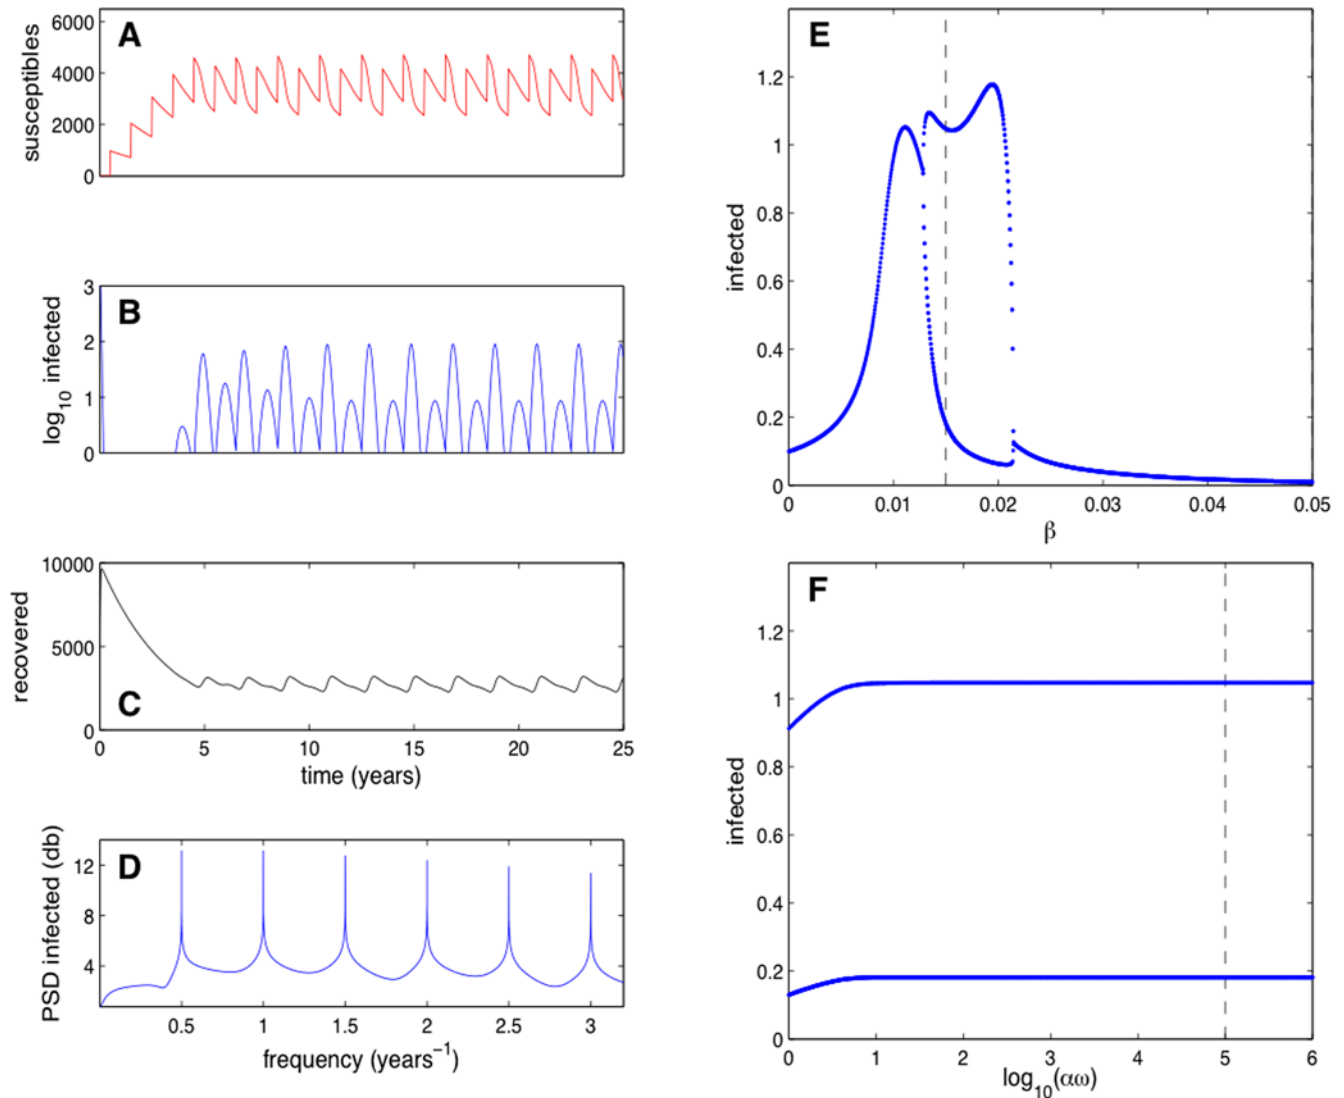 A
susceptibles
6000
4000
2000
0
B
log10 infected
3
2
1
0
C
recovered
10000
5000
0
0 5 10 15 20 25
time (years)
D
PSD infected (db)
12
8
4
0.5 1 1.5 2 2.5 3
frequency (years−1)
E
infected
1.2
1
0.8
0.6
0.4
0.2
0
0 0.01 0.02 0.03 0.04 0.05
β
F
infected
1.2
1
0.8
0.6
0.4
0.2
0
0 1 2 3 4 5 6
log10(αω)